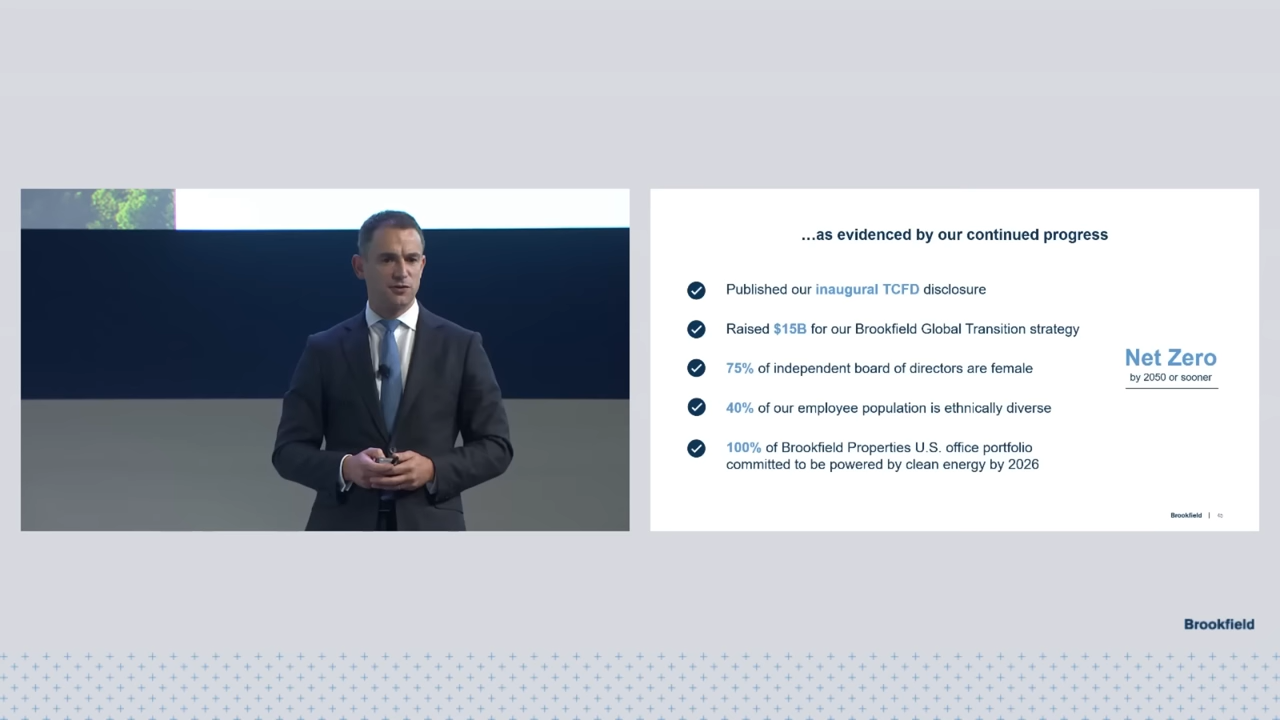 ...as evidenced by our continued progress
Published our inaugural TCFD disclosure
Raised $15B for our Brookfield Global Transition strategy
75% of independent board of directors are female
40% of our employee population is ethnically diverse
100% of Brookfield Properties U.S. office portfolio
committed to be powered by clean energy by 2026
Net Zero
by 2050 or sooner
Brookfield |
Brookfield